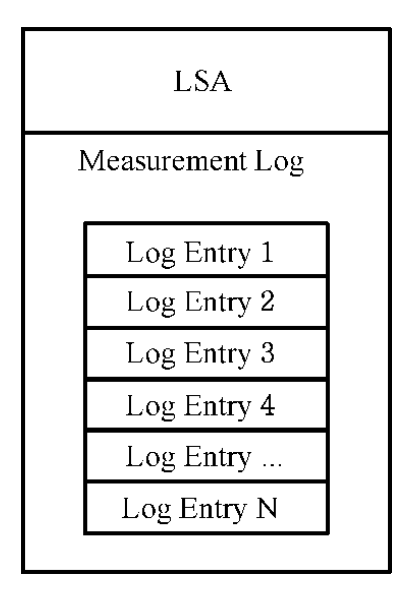 LSA
Measurement Log
Log Entry 1
Log Entry 2
Log Entry 3
Log Entry 4
Log Entry ...
Log Entry N